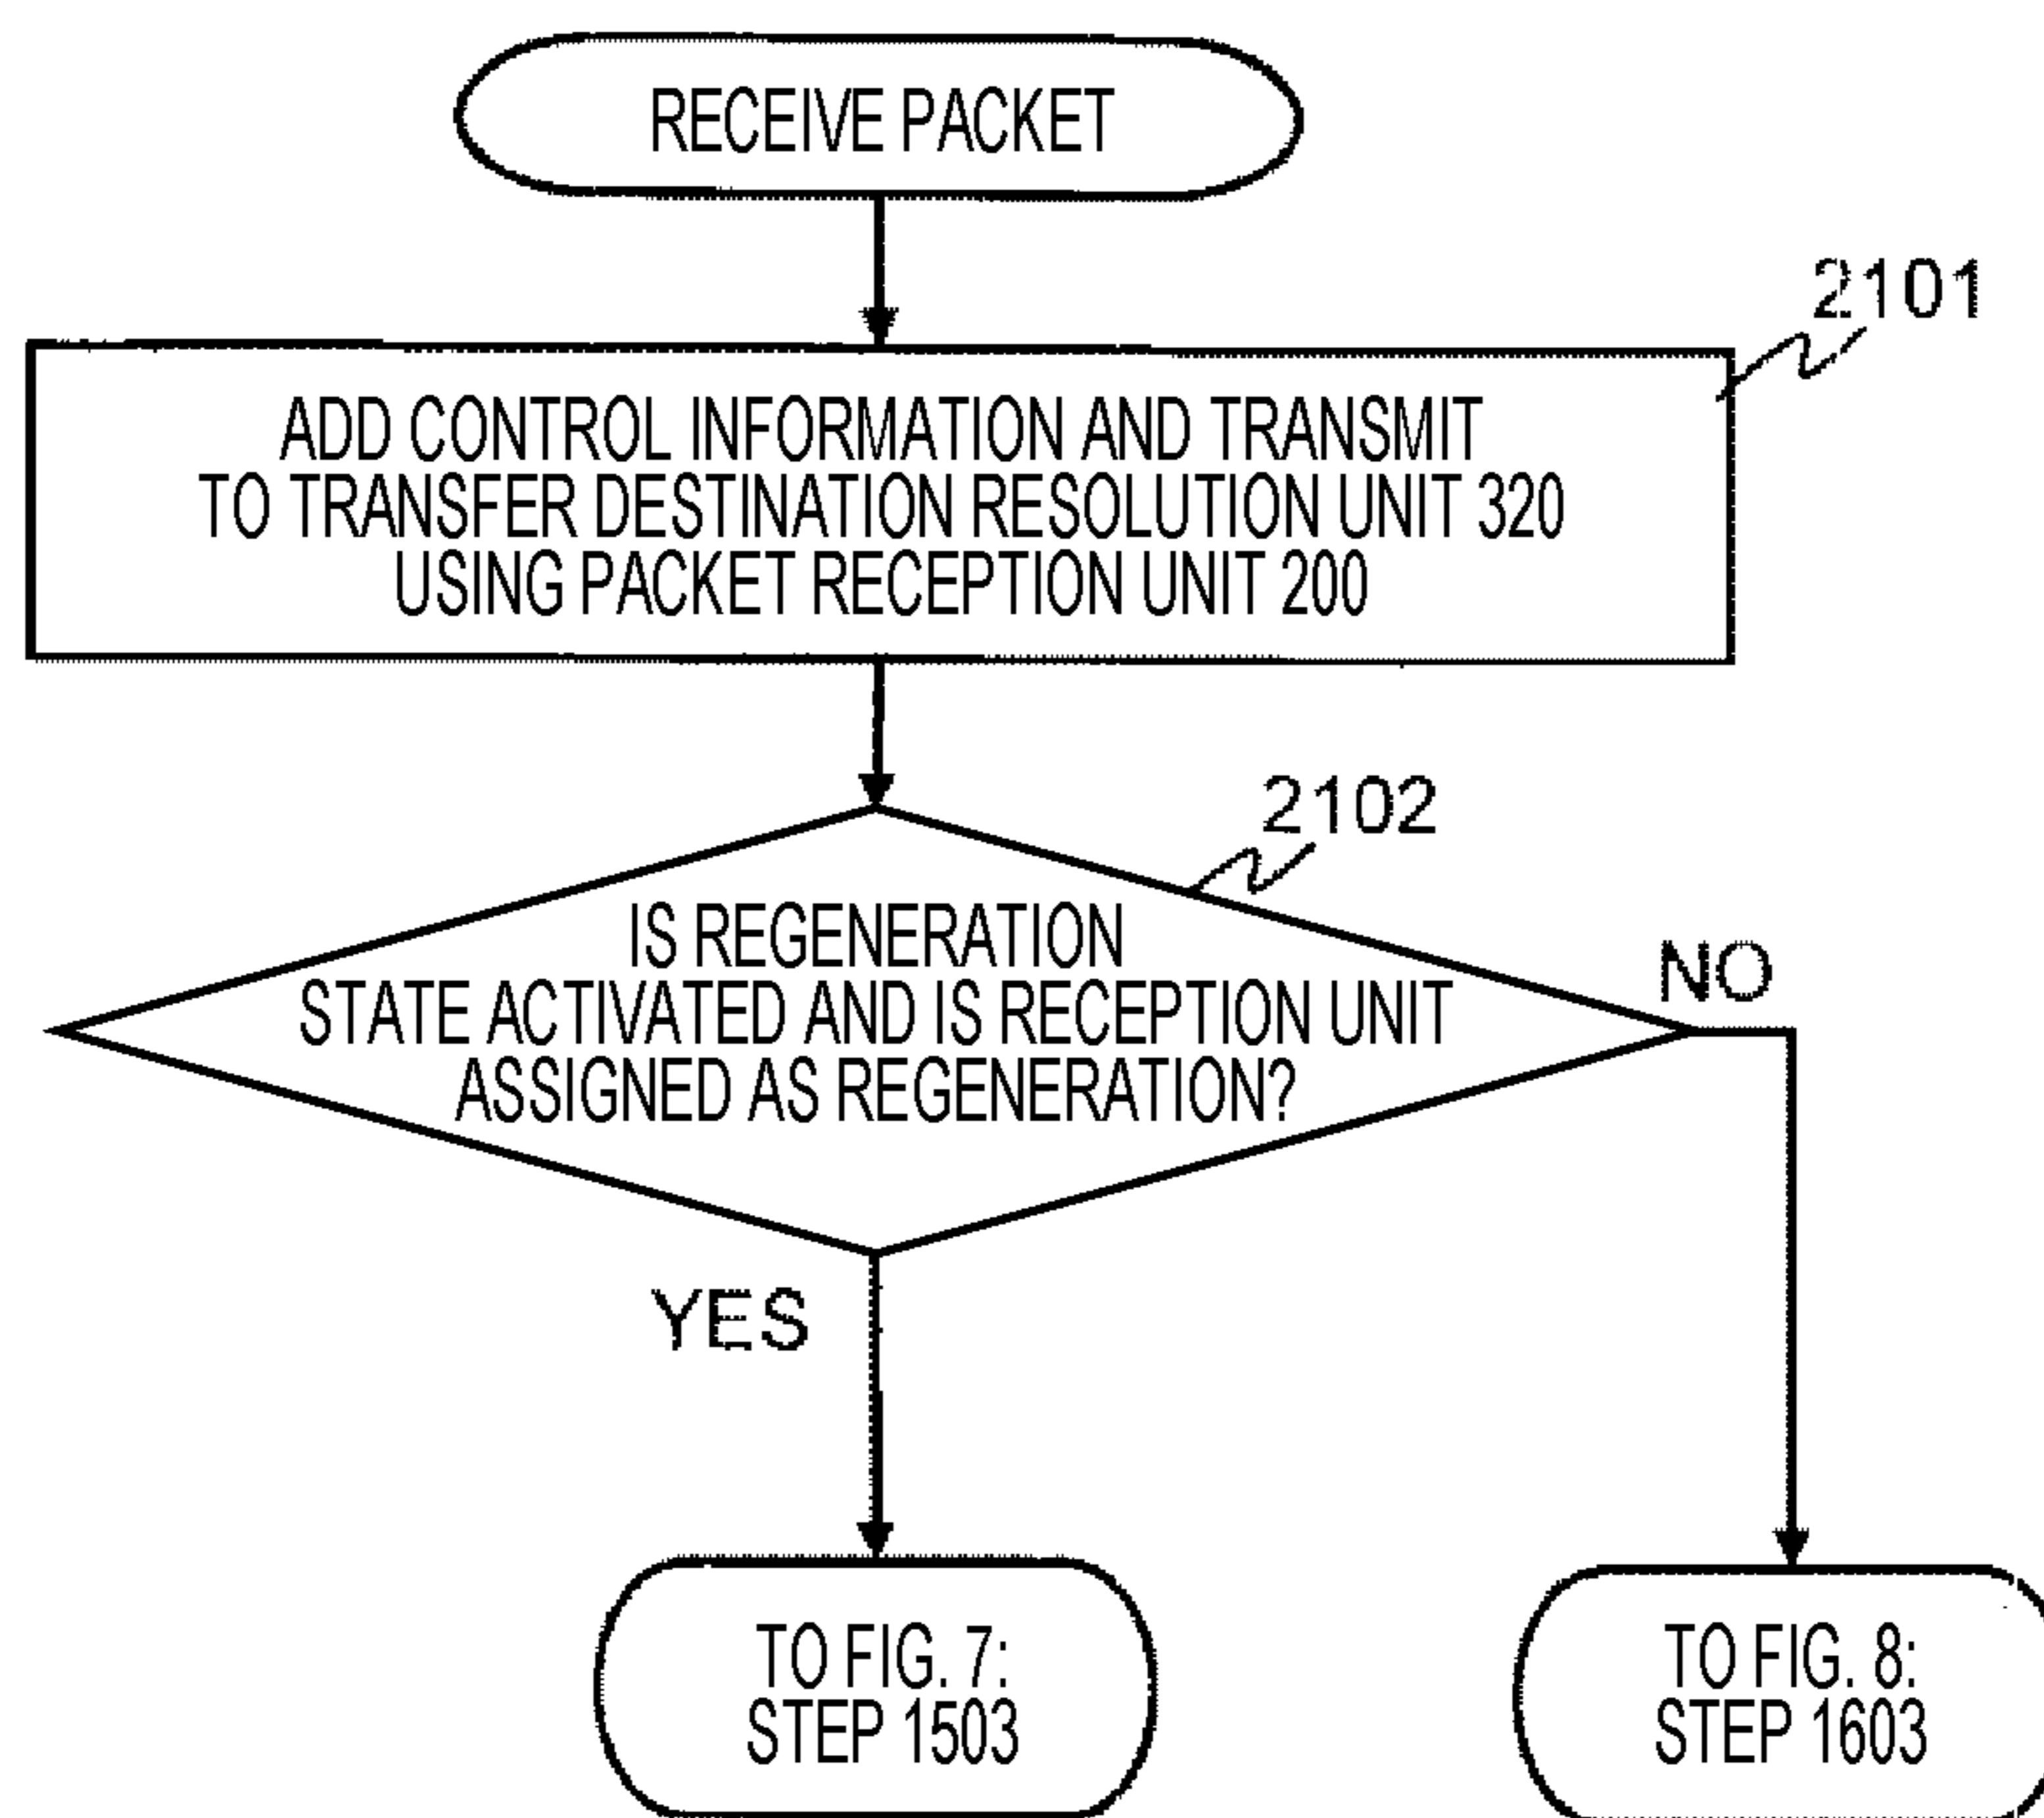 RECEIVE PACKET
2101
ADD CONTROL INFORMATION AND TRANSMIT
TO TRANSFER DESTINATION RESOLUTION UNIT 320
USING PACKET RECEPTION UNIT 200
2102
IS REGENERATION
STATE ACTIVATED AND IS RECEPTION UNIT
ASSIGNED AS REGENERATION?
NO
YES
TO FIG. 7:
STEP 1503
TO FIG. 8:
STEP 1603